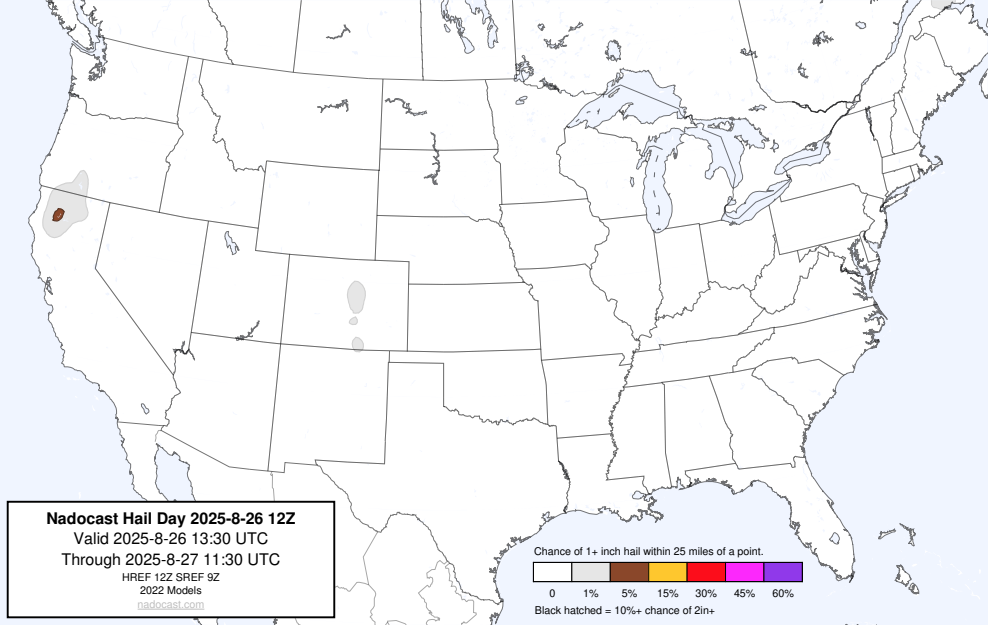 Nadocast Hail Day 2025-8-26 12Z
Valid 2025-8-26 13:30 UTC
Through 2025-8-27 11:30 UTC
HREF 12Z SREF 9Z
2022 Models
nadocast.com
Chance of 1+ inch hail within 25 miles of a point.
0 1% 5% 15% 30% 45% 60%
Black hatched = 10%+ chance of 2in+